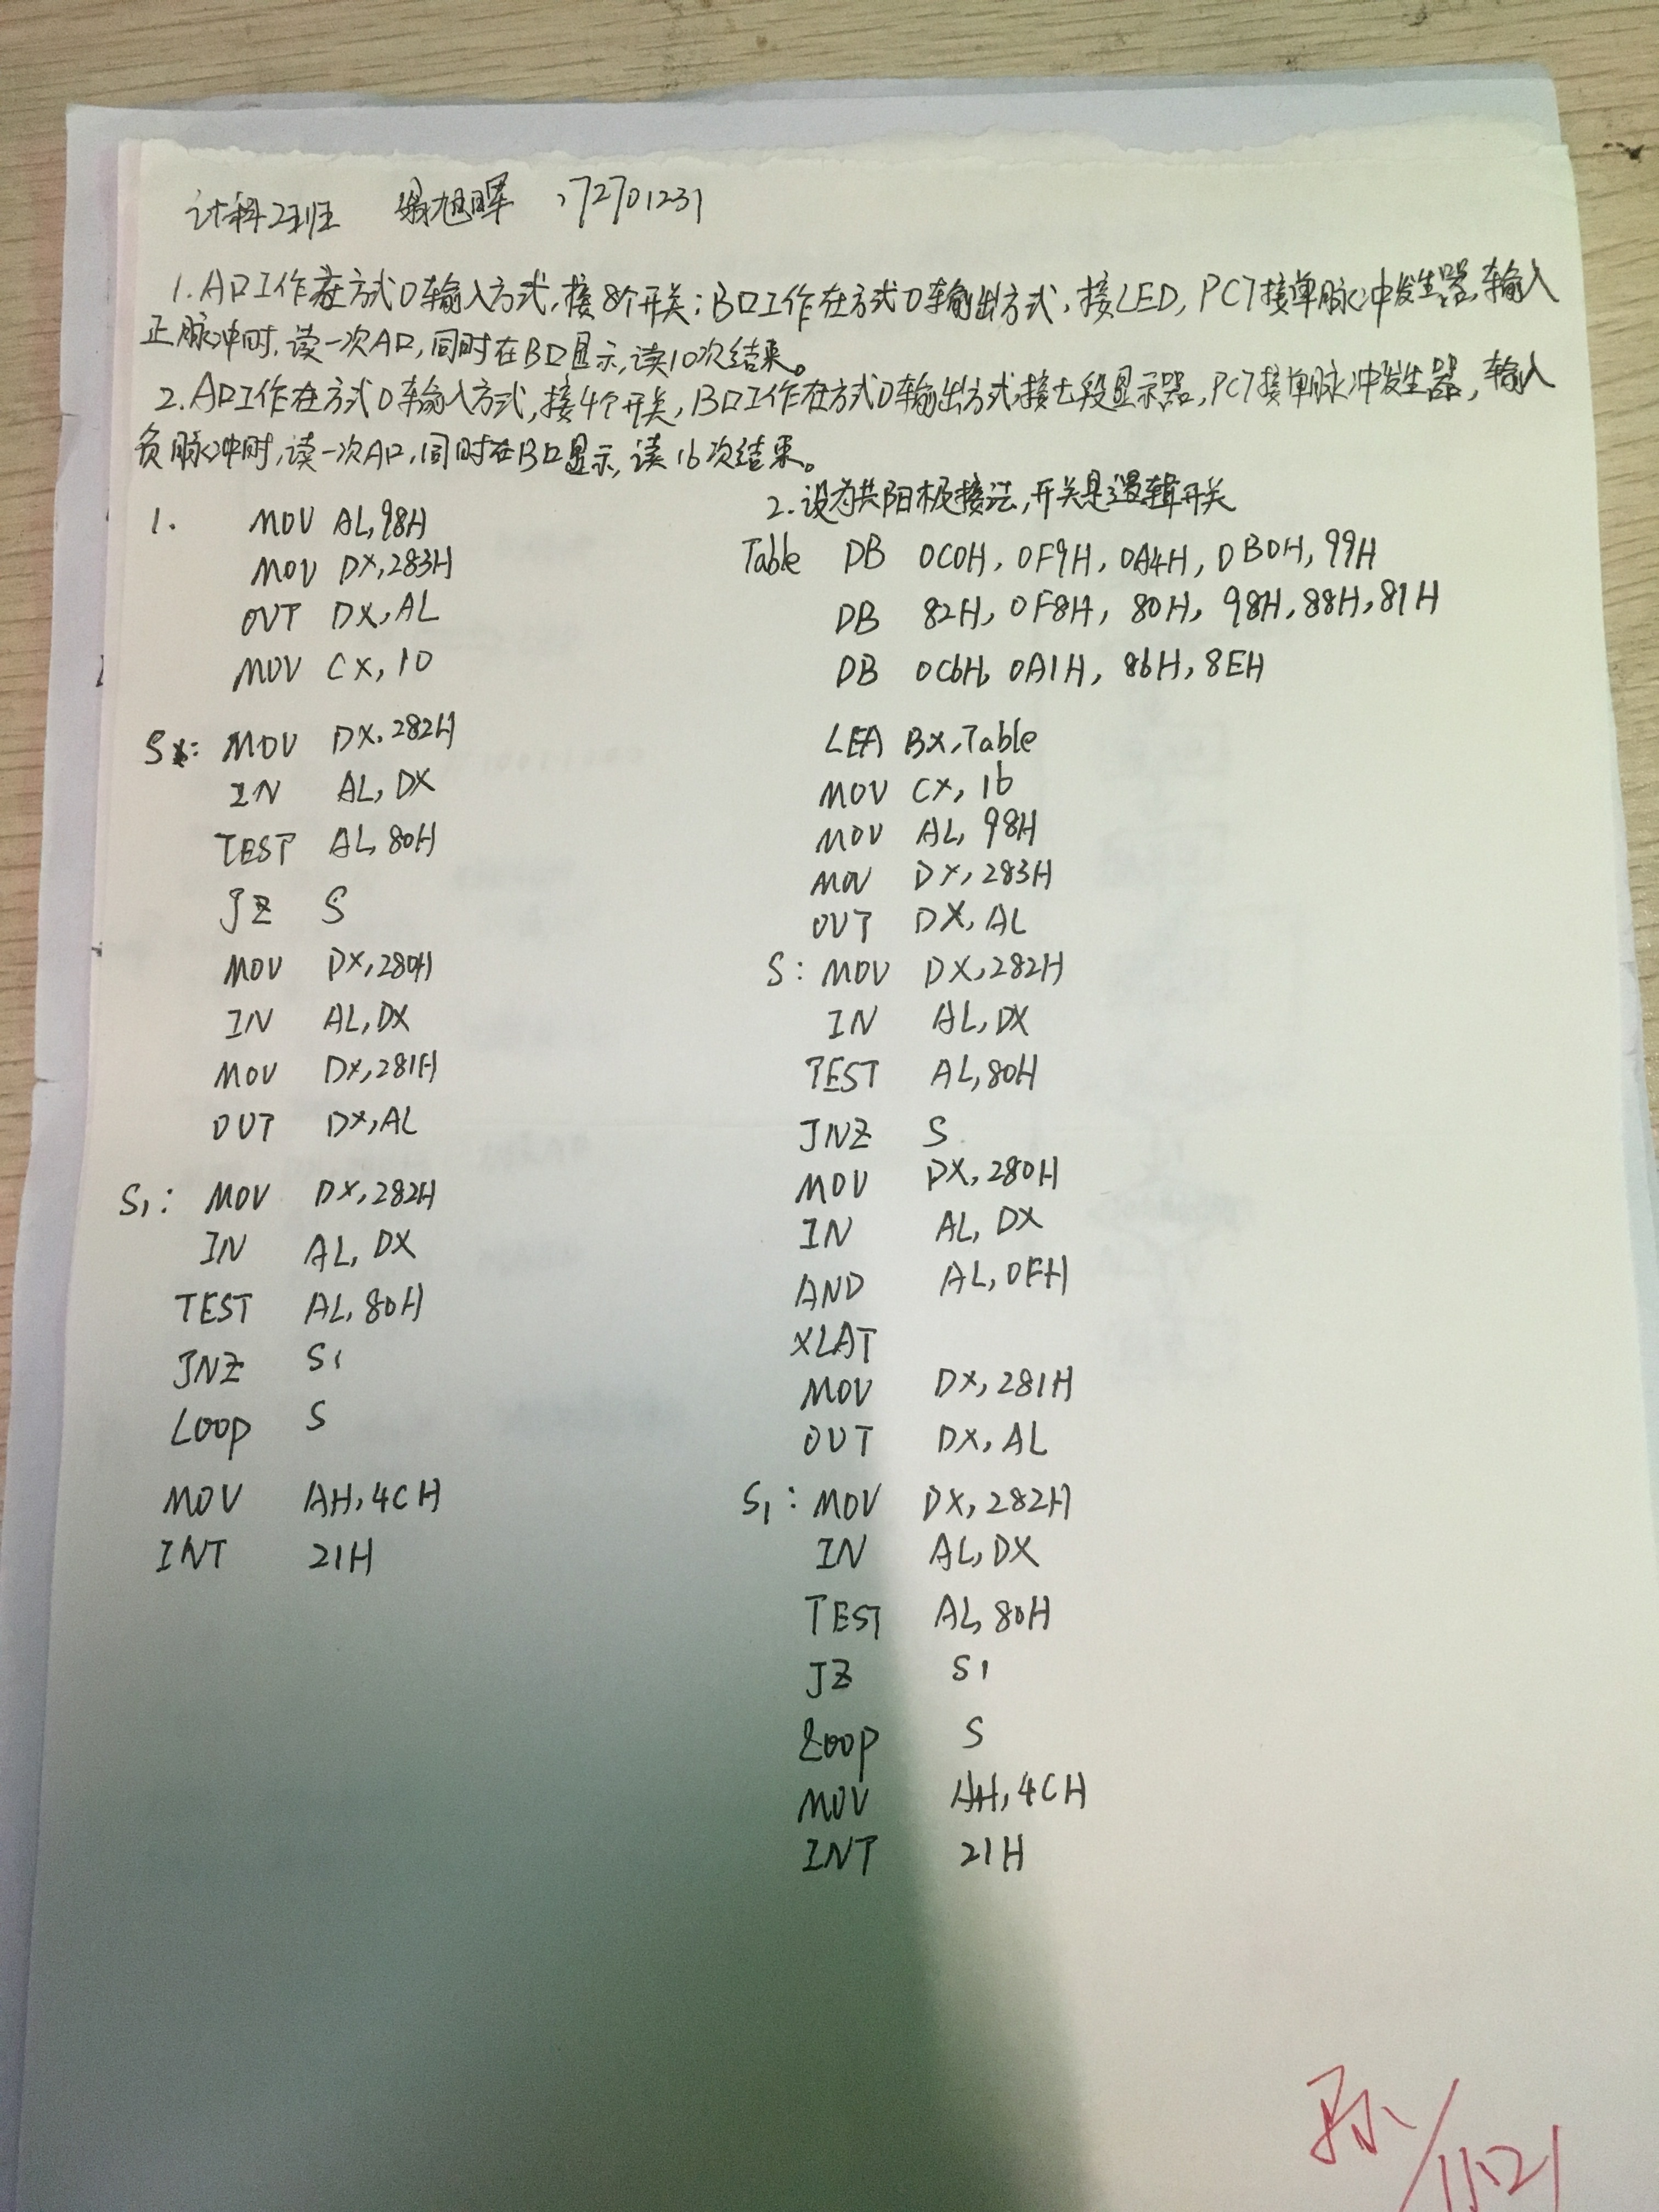 计科2班 旭晖 72701231
1. A口工作在方式0输入方式,接8个开关;B口工作在方式0输出方式,接LED,PC7接单脉冲发生器,输入
正脉冲时,读一次A口,同时在B口显示,读10次结束。
2. A口工作在方式0输入方式,接4个开关,B口工作在方式0输出方式,接七段显示器,PC7接单脉冲发生器,输入
负脉冲时,读一次A口,同时在B口显示,读16次结束。
1. MOV AL,98H
MOV DX,283H
OUT DX,AL
MOV CX,10
S: MOV DX,282H
IN AL,DX
TEST AL,80H
JZ S
MOV DX,280H
IN AL,DX
MOV DX,281H
OUT DX,AL
S1: MOV DX,282H
IN AL,DX
TEST AL,80H
JNZ S1
Loop S
MOV AH,4CH
INT 21H
2.设为共阳极接法,开关是逻辑开关
Table DB 0C0H,0F9H,0A4H,0B0H,99H
DB 82H,0F8H,80H,98H,88H,81H
DB 0C6H,0A1H,86H,8EH
LEA BX,Table
MOV CX,16
MOV AL,98H
MOV DX,283H
OUT DX,AL
S: MOV DX,282H
IN AL,DX
TEST AL,80H
JNZ S
MOV DX,280H
IN AL,DX
AND AL,0FH
XLAT
MOV DX,281H
OUT DX,AL
S1: MOV DX,282H
IN AL,DX
TEST AL,80H
JZ S1
Loop S
MOV AH,4CH
INT 21H
11.21